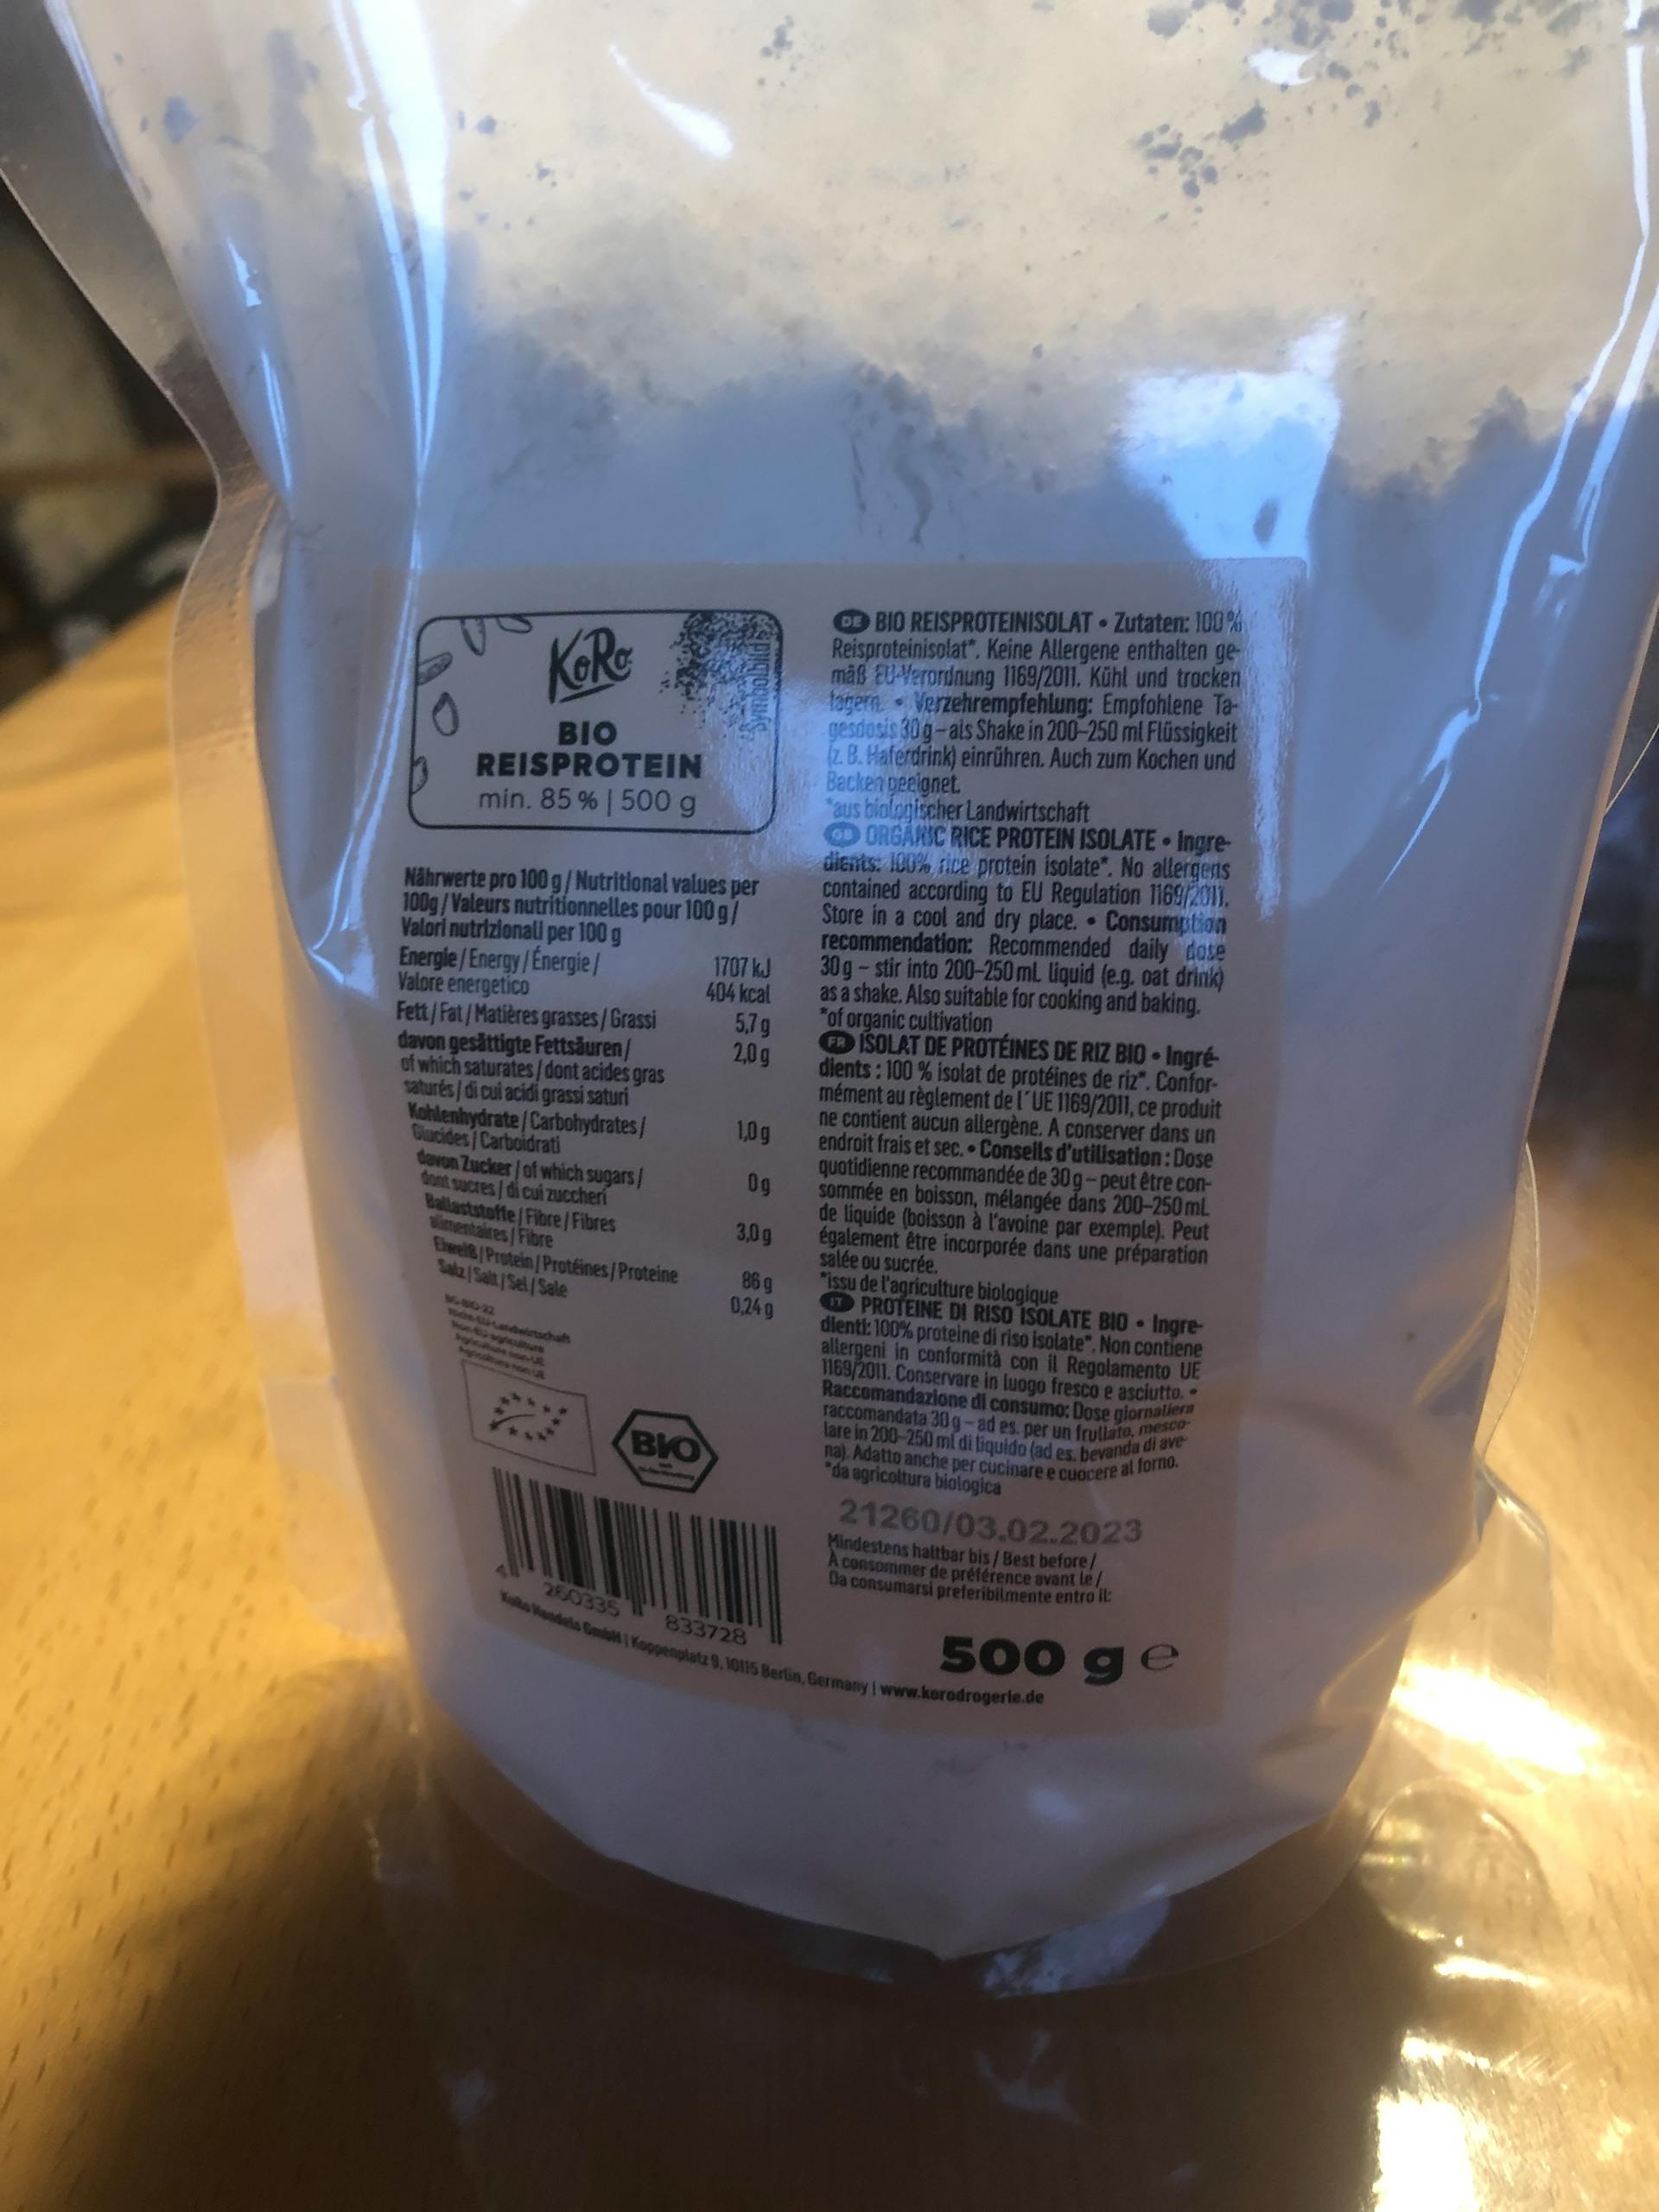 KoRo
Symbolbild
BIO
REISPROTEIN
min. 85 % | 500 g
Nährwerte pro 100 g / Nutritional values per
100g / Valeurs nutritionnelles pour 100 g /
Valori nutrizionali per 100 g
Energie / Energy / Énergie / 1707 kJ
Valore energetico 404 kcal
Fett / Fat / Matières grasses / Grassi 5,7 g
davon gesättigte Fettsäuren / 2,0 g
of which saturates / dont acides gras
saturés / di cui acidi grassi saturi
Kohlenhydrate / Carbohydrates / 1,0 g
Glucides / Carboidrati
davon Zucker / of which sugars / 0 g
dont sucres / di cui zuccheri
Ballaststoffe / Fibre / Fibres 3,0 g
alimentaires / Fibre
Eiweiß / Protein / Protéines / Proteine 86 g
Salz / Salt / Sel / Sale 0,24 g
Nicht-EU-Landwirtschaft
Non-EU-agriculture
Agriculture non-UE
Agricoltura non UE
BIO
4 260335 833728
DE BIO REISPROTEINISOLAT • Zutaten: 100 %
Reisproteinisolat*. Keine Allergene enthalten ge-
mäß EU-Verordnung 1169/2011. Kühl und trocken
lagern. • Verzehrempfehlung: Empfohlene Ta-
gesdosis 30 g – als Shake in 200–250 ml Flüssigkeit
(z. B. Haferdrink) einrühren. Auch zum Kochen und
Backen geeignet.
*aus biologischer Landwirtschaft
GB ORGANIC RICE PROTEIN ISOLATE • Ingre-
dients: 100% rice protein isolate*. No allergens
contained according to EU Regulation 1169/2011.
Store in a cool and dry place. • Consumption
recommendation: Recommended daily dose
30 g – stir into 200–250 mL liquid (e.g. oat drink)
as a shake. Also suitable for cooking and baking.
*of organic cultivation
FR ISOLAT DE PROTÉINES DE RIZ BIO • Ingré-
dients : 100 % isolat de protéines de riz*. Confor-
mément au règlement de l´UE 1169/2011, ce produit
ne contient aucun allergène. A conserver dans un
endroit frais et sec. • Conseils d'utilisation : Dose
quotidienne recommandée de 30 g – peut être con-
sommée en boisson, mélangée dans 200–250 mL
de liquide (boisson à l'avoine par exemple). Peut
également être incorporée dans une préparation
salée ou sucrée.
*issu de l'agriculture biologique
IT PROTEINE DI RISO ISOLATE BIO • Ingre-
dienti: 100% proteine di riso isolate*. Non contiene
allergeni in conformità con il Regolamento UE
1169/2011. Conservare in luogo fresco e asciutto. •
Raccomandazione di consumo: Dose giornaliera
raccomandata 30 g – ad es. per un frullato, mesco-
lare in 200–250 ml di liquido (ad es. bevanda di ave-
na). Adatto anche per cucinare e cuocere al forno.
*da agricoltura biologica
21260/03.02.2023
Mindestens haltbar bis / Best before /
À consommer de préférence avant le /
Da consumarsi preferibilmente entro il:
500 g e
KoRo Handels GmbH | Koppenplatz 9, 10115 Berlin, Germany | www.korodrogerie.de